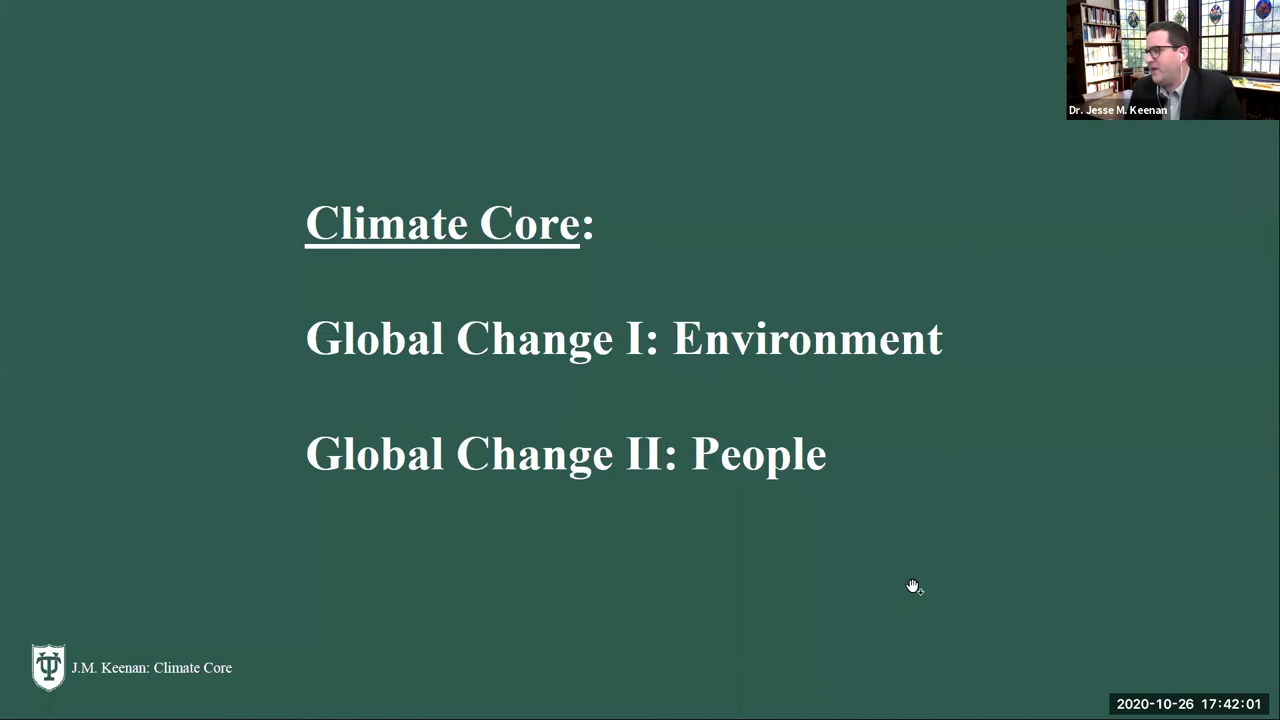 Dr. Jesse M. Keenan
Climate Core:
Global Change I: Environment
Global Change II: People
J.M. Keenan: Climate Core
2020-10-26 17:42:01